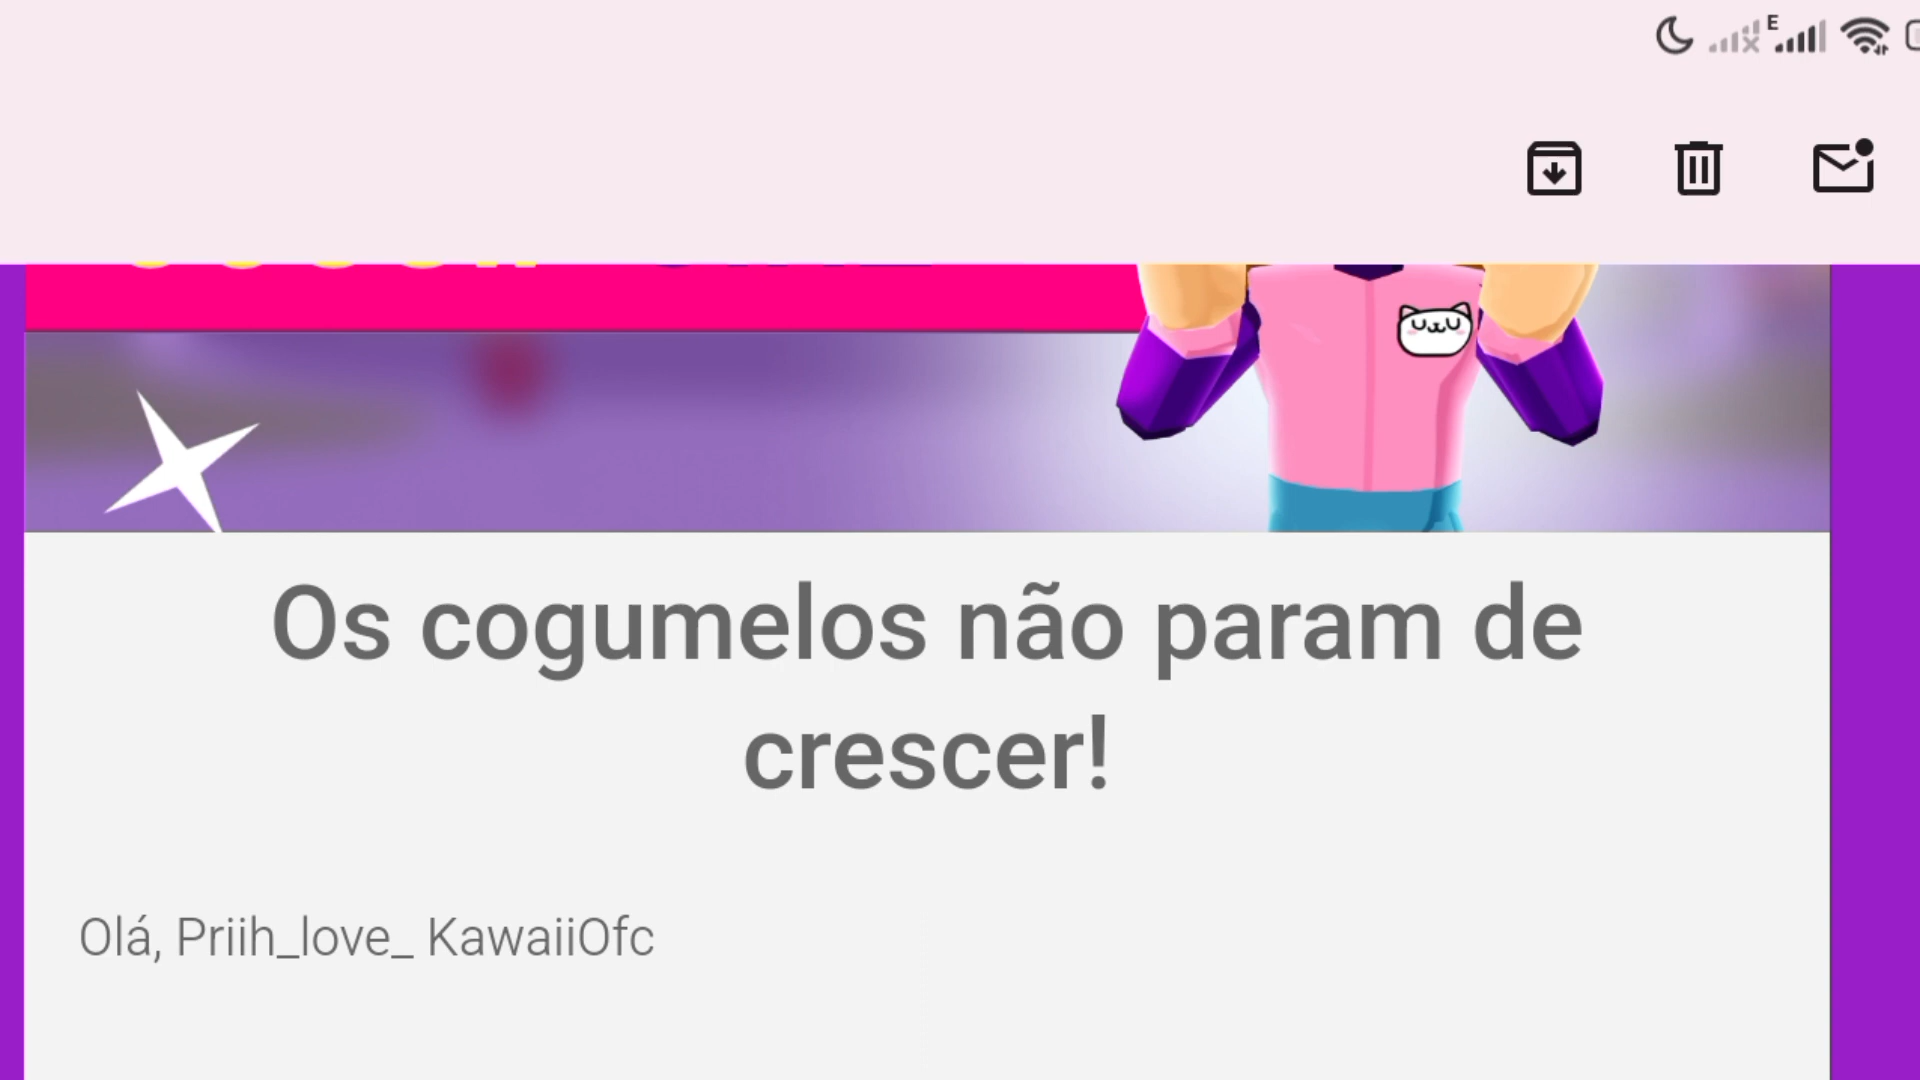 E
Os cogumelos não param de
crescer!
Olá, Priih_love_ KawaiiOfc